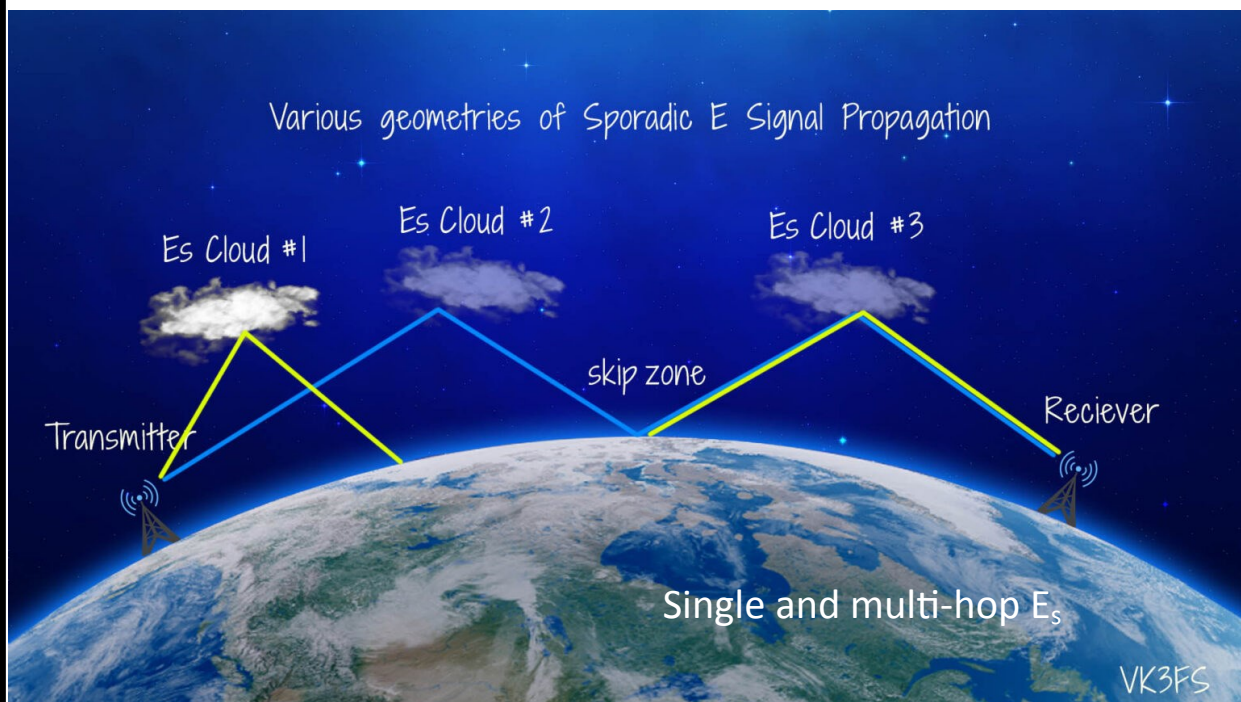 Various geometries of Sporadic E Signal Propagation
Es Cloud #1
Es Cloud #2
Es Cloud #3
skip zone
Transmitter
Reciever
Single and multi-hop Es
VK3FS